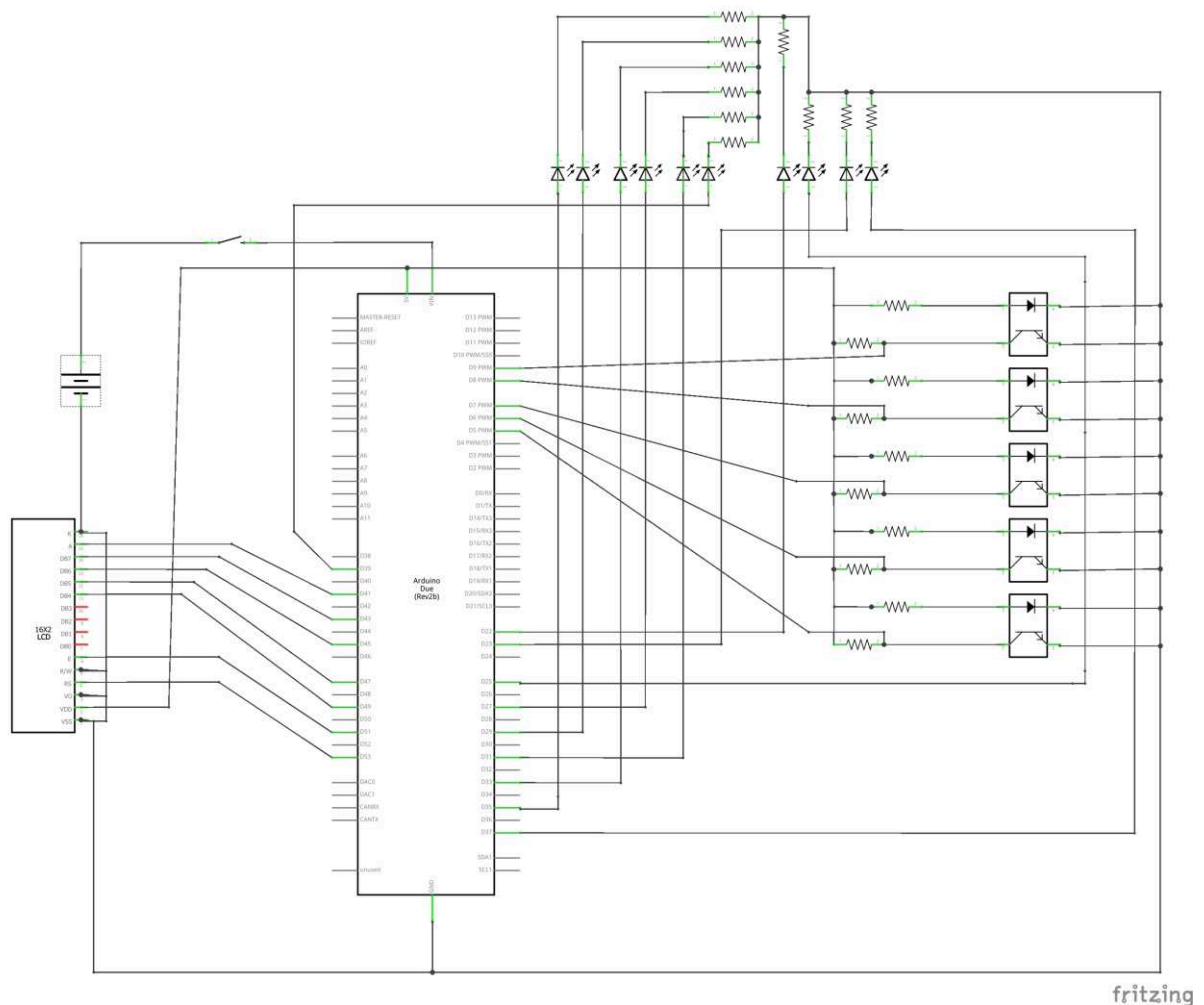 5V
VIN
MASTER-RESET
AREF
IOREF
A0
A1
A2
A3
A4
A5
A6
A7
A8
A9
A10
A11
D38
D39
D40
D41
D42
D43
D44
D45
D46
D47
D48
D49
D50
D51
D52
D53
DAC0
DAC1
CANRX
CANTX
unused
Arduino
Due
(Rev2b)
GND
D13 PWM
D12 PWM
D11 PWM
D10 PWM/SS0
D9 PWM
D8 PWM
D7 PWM
D6 PWM
D5 PWM
D4 PWM/SS1
D3 PWM
D2 PWM
D0/RX
D1/TX
D14/TX3
D15/RX3
D16/TX2
D17/RX2
D18/TX1
D19/RX1
D20/SDA
D21/SCL
D22
D23
D24
D25
D26
D27
D28
D29
D30
D31
D32
D33
D34
D35
D36
D37
SDA1
SCL1
16X2
LCD
K
A
DB7
DB6
DB5
DB4
DB3
DB2
DB1
DB0
E
R/W
RS
VO
VDD
VSS
fritzing